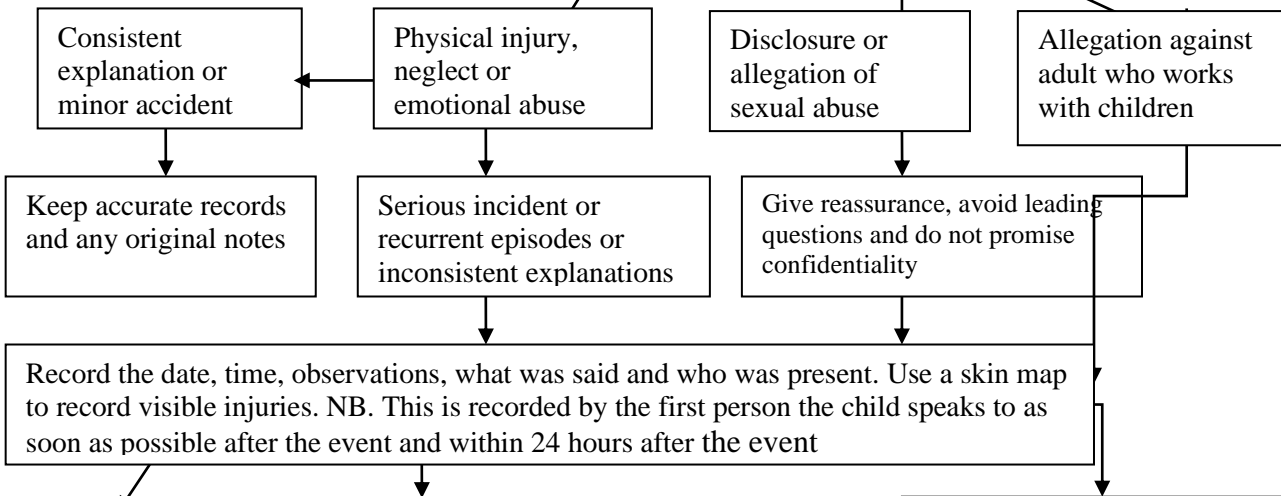 Consistent
explanation or
minor accident
Physical injury,
neglect or
emotional abuse
Disclosure or
allegation of
sexual abuse
Allegation against
adult who works
with children
Keep accurate records
and any original notes
Serious incident or
recurrent episodes or
inconsistent explanations
Give reassurance, avoid leading
questions and do not promise
confidentiality
Record the date, time, observations, what was said and who was present. Use a skin map
to record visible injuries. NB. This is recorded by the first person the child speaks to as
soon as possible after the event and within 24 hours after the event